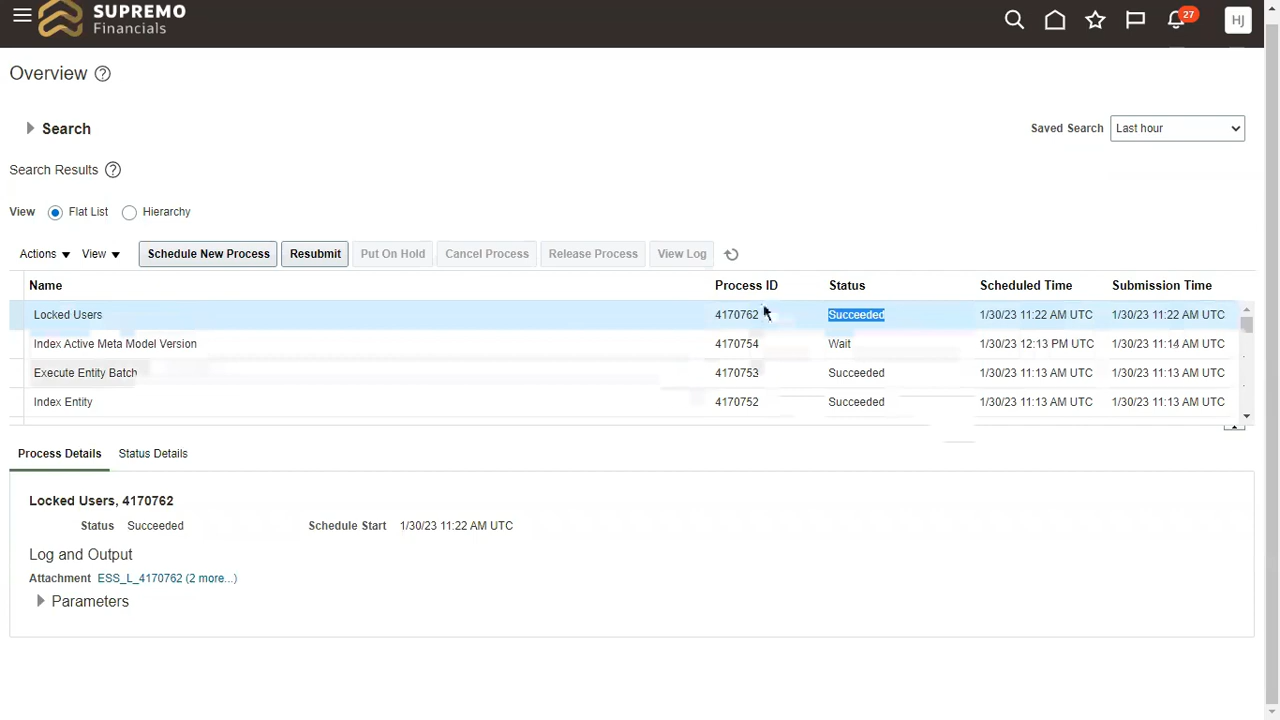 SUPREMO
Financials
27
HJ
Overview ?
Search
Saved Search Last hour
Search Results ?
View Flat List Hierarchy
Actions View Schedule New Process Resubmit Put On Hold Cancel Process Release Process View Log
Name Process ID Status Scheduled Time Submission Time
Locked Users 4170762 Succeeded 1/30/23 11:22 AM UTC 1/30/23 11:22 AM UTC
Index Active Meta Model Version 4170754 Wait 1/30/23 12:13 PM UTC 1/30/23 11:14 AM UTC
Execute Entity Batch 4170753 Succeeded 1/30/23 11:13 AM UTC 1/30/23 11:13 AM UTC
Index Entity 4170752 Succeeded 1/30/23 11:13 AM UTC 1/30/23 11:13 AM UTC
Process Details Status Details
Locked Users, 4170762
Status Succeeded Schedule Start 1/30/23 11:22 AM UTC
Log and Output
Attachment ESS_L_4170762 (2 more...)
Parameters